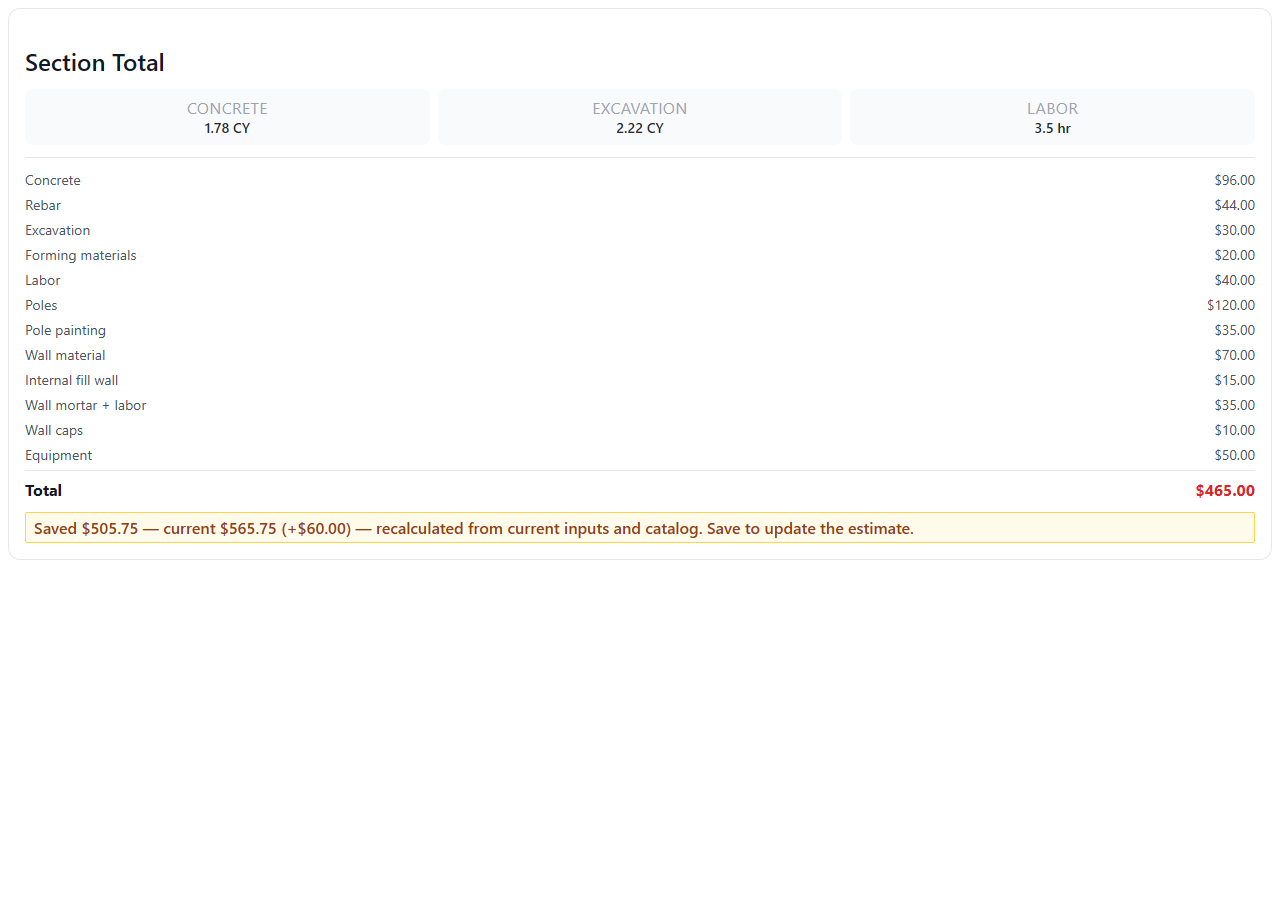 Section Total
CONCRETE
1.78 CY
EXCAVATION
2.22 CY
LABOR
3.5 hr
Concrete $96.00
Rebar $44.00
Excavation $30.00
Forming materials $20.00
Labor $40.00
Poles $120.00
Pole painting $35.00
Wall material $70.00
Internal fill wall $15.00
Wall mortar + labor $35.00
Wall caps $10.00
Equipment $50.00
Total $465.00
Saved $505.75 — current $565.75 (+$60.00) — recalculated from current inputs and catalog. Save to update the estimate.